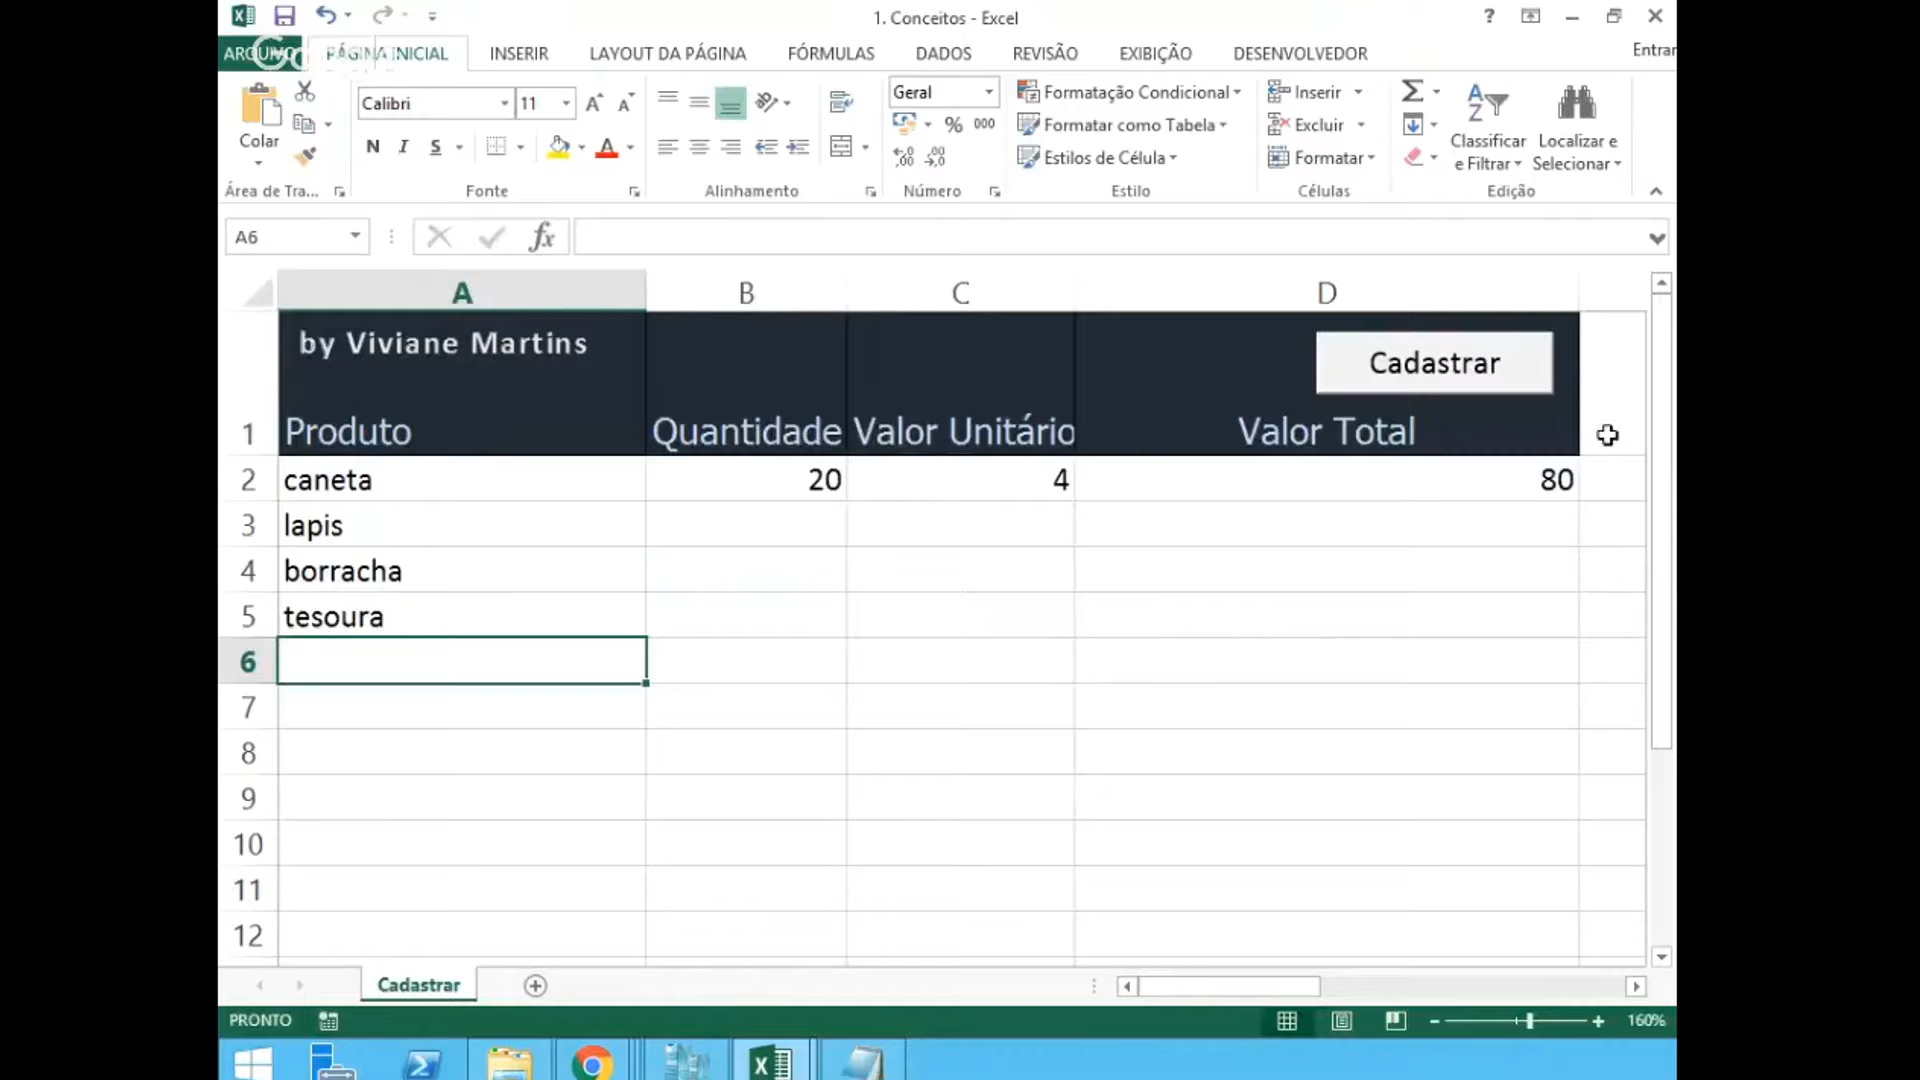 1. Conceitos - Excel
?
ARQUIVO PÁGINA INICIAL INSERIR LAYOUT DA PÁGINA FÓRMULAS DADOS REVISÃO EXIBIÇÃO DESENVOLVEDOR Entrar
Colar
Calibri 11
N I S
Geral
% 000
Formatação Condicional
Formatar como Tabela
Estilos de Célula
Inserir
Excluir
Formatar
Classificar
e Filtrar
Localizar e
Selecionar
Área de Tra... Fonte Alinhamento Número Estilo Células Edição
A6 fx
A B C D
by Viviane Martins
Cadastrar
1 Produto Quantidade Valor Unitário Valor Total
2 caneta 20 4 80
3 lapis
4 borracha
5 tesoura
6
7
8
9
10
11
12
Cadastrar
PRONTO 160%